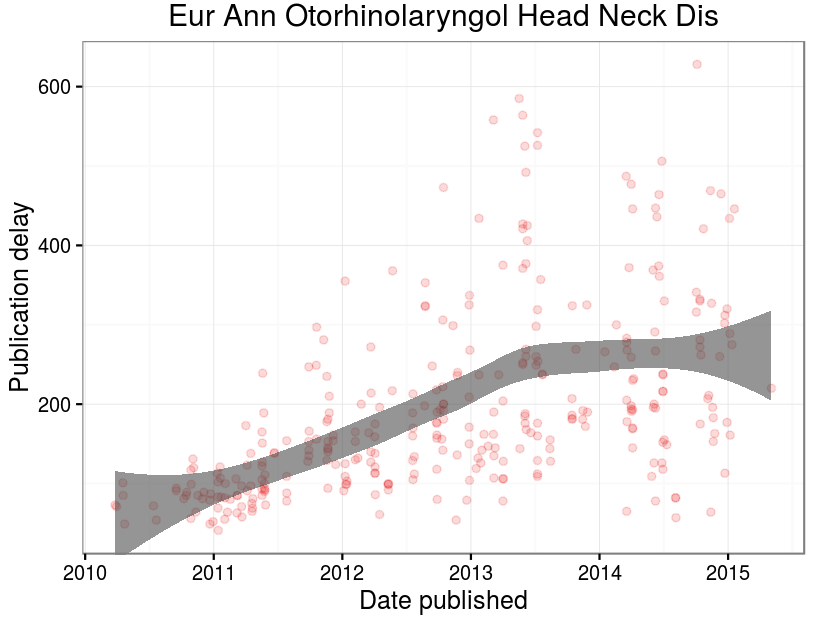 Eur Ann Otorhinolaryngol Head Neck Dis
Publication delay
600
400
200
2010 2011 2012 2013 2014 2015
Date published